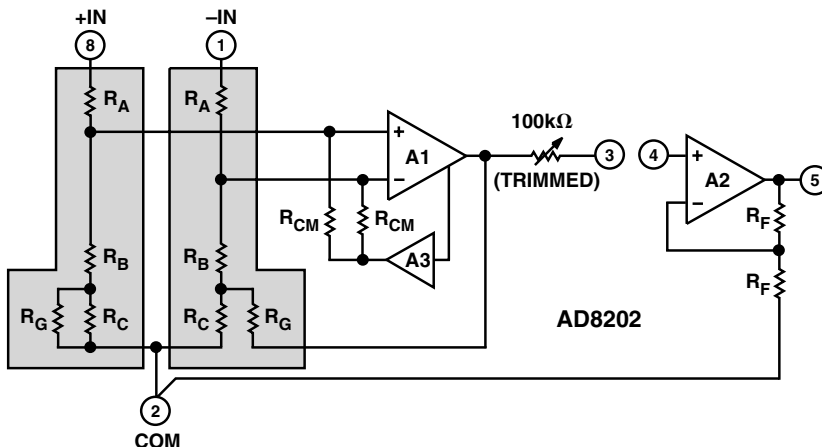 +IN
–IN
8
1
R_A
R_A
+
A1
–
100kΩ
(TRIMMED)
3
4
+
A2
–
5
R_CM
R_CM
A3
R_F
R_B
R_B
R_F
R_G
R_C
R_C
R_G
AD8202
2
COM